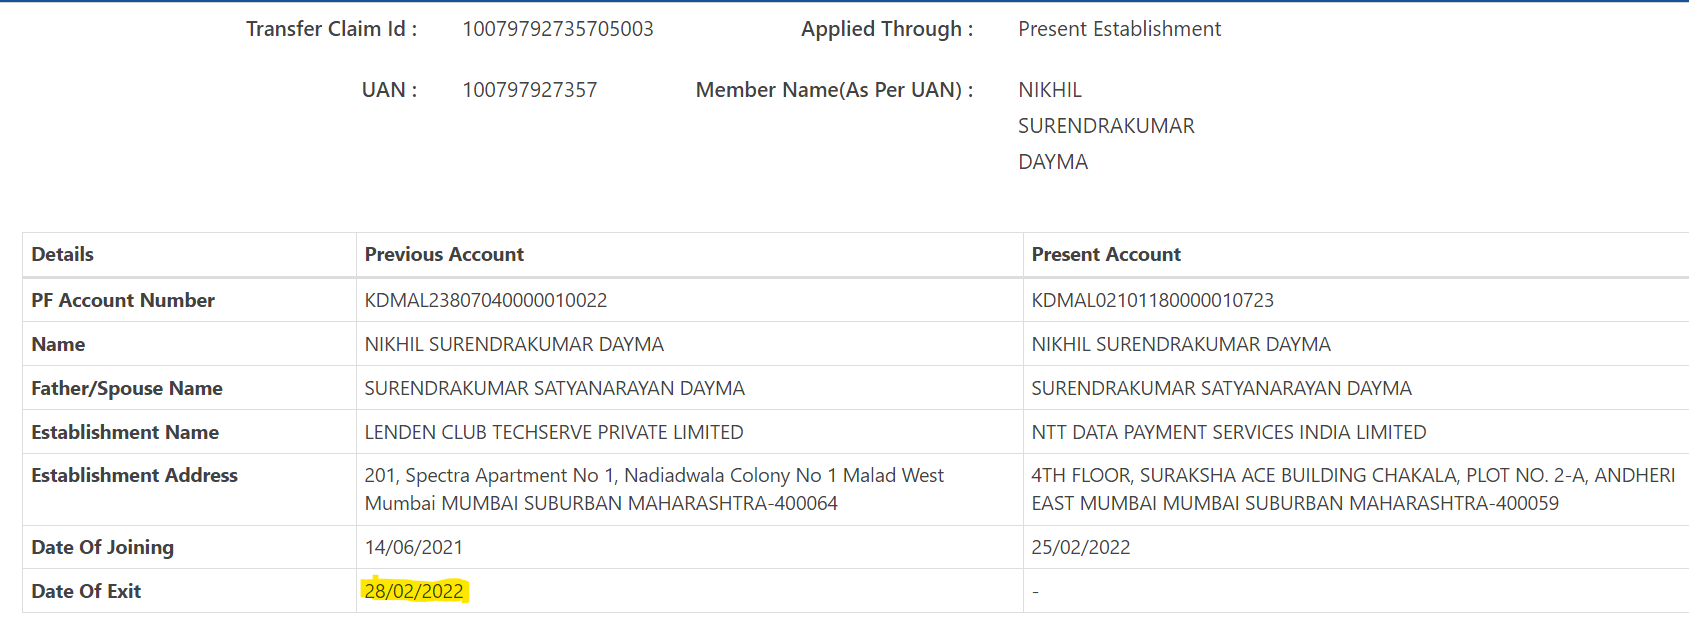 Transfer Claim Id : 10079792735705003 Applied Through : Present Establishment
UAN : 100797927357 Member Name(As Per UAN) : NIKHIL
SURENDRAKUMAR
DAYMA
Details Previous Account Present Account
PF Account Number KDMAL23807040000010022 KDMAL02101180000010723
Name NIKHIL SURENDRAKUMAR DAYMA NIKHIL SURENDRAKUMAR DAYMA
Father/Spouse Name SURENDRAKUMAR SATYANARAYAN DAYMA SURENDRAKUMAR SATYANARAYAN DAYMA
Establishment Name LENDEN CLUB TECHSERVE PRIVATE LIMITED NTT DATA PAYMENT SERVICES INDIA LIMITED
Establishment Address 201, Spectra Apartment No 1, Nadiadwala Colony No 1 Malad West 4TH FLOOR, SURAKSHA ACE BUILDING CHAKALA, PLOT NO. 2-A, ANDHERI
Mumbai MUMBAI SUBURBAN MAHARASHTRA-400064 EAST MUMBAI MUMBAI SUBURBAN MAHARASHTRA-400059
Date Of Joining 14/06/2021 25/02/2022
Date Of Exit 28/02/2022 -